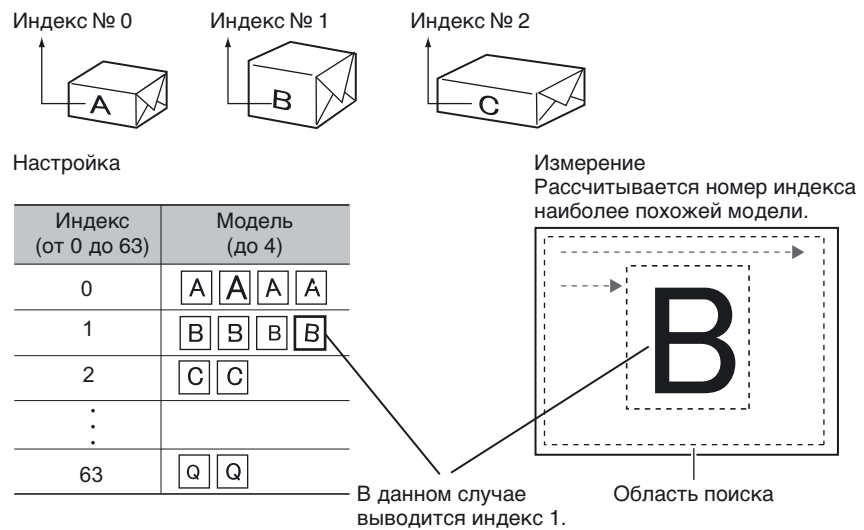 Индекс № 0
Индекс № 1
Индекс № 2
A
B
C
Настройка
Индекс
(от 0 до 63)
Модель
(до 4)
0
A A A A
1
B B B B
2
C C
63
Q Q
Измерение
Рассчитывается номер индекса
наиболее похожей модели.
B
В данном случае
выводится индекс 1.
Область поиска